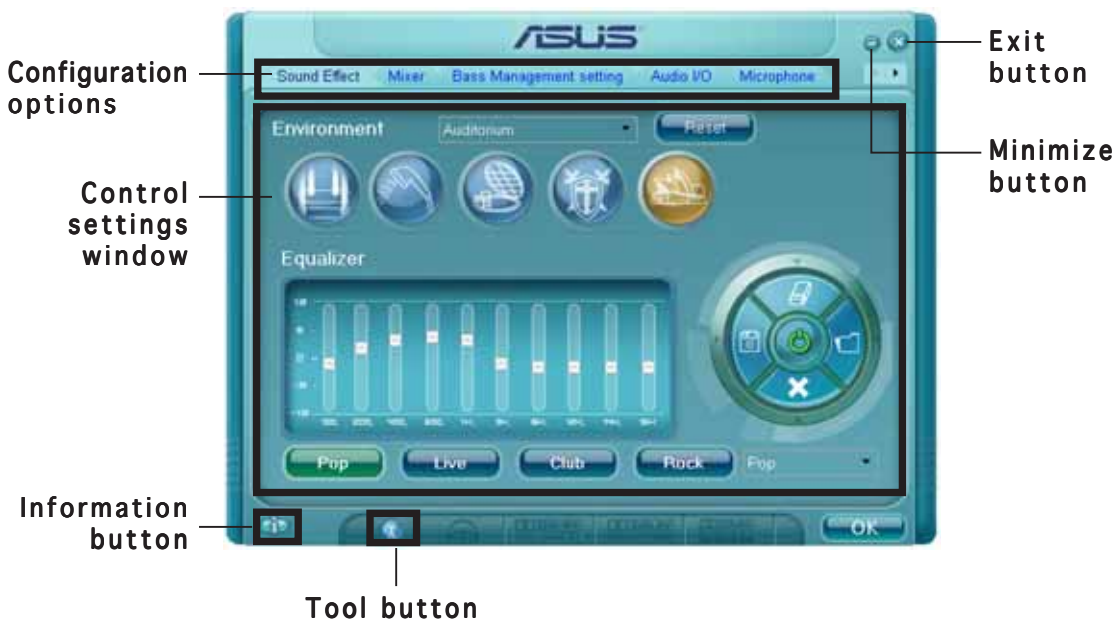 ASUS
Exit
button
Configuration
options
Sound Effect Mixer Bass Management setting Audio I/O Microphone
Minimize
button
Environment Auditorium Reset
Control
settings
window
Equalizer
Pop Live Club Rock Pop
Information
button
OK
Tool button